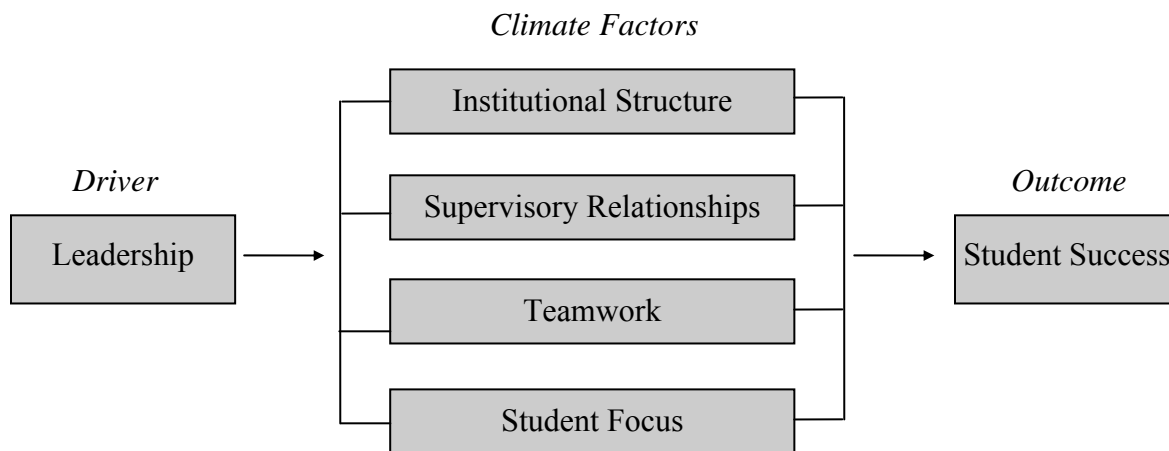 Climate Factors
Institutional Structure
Driver
Outcome
Supervisory Relationships
Leadership
Student Success
Teamwork
Student Focus